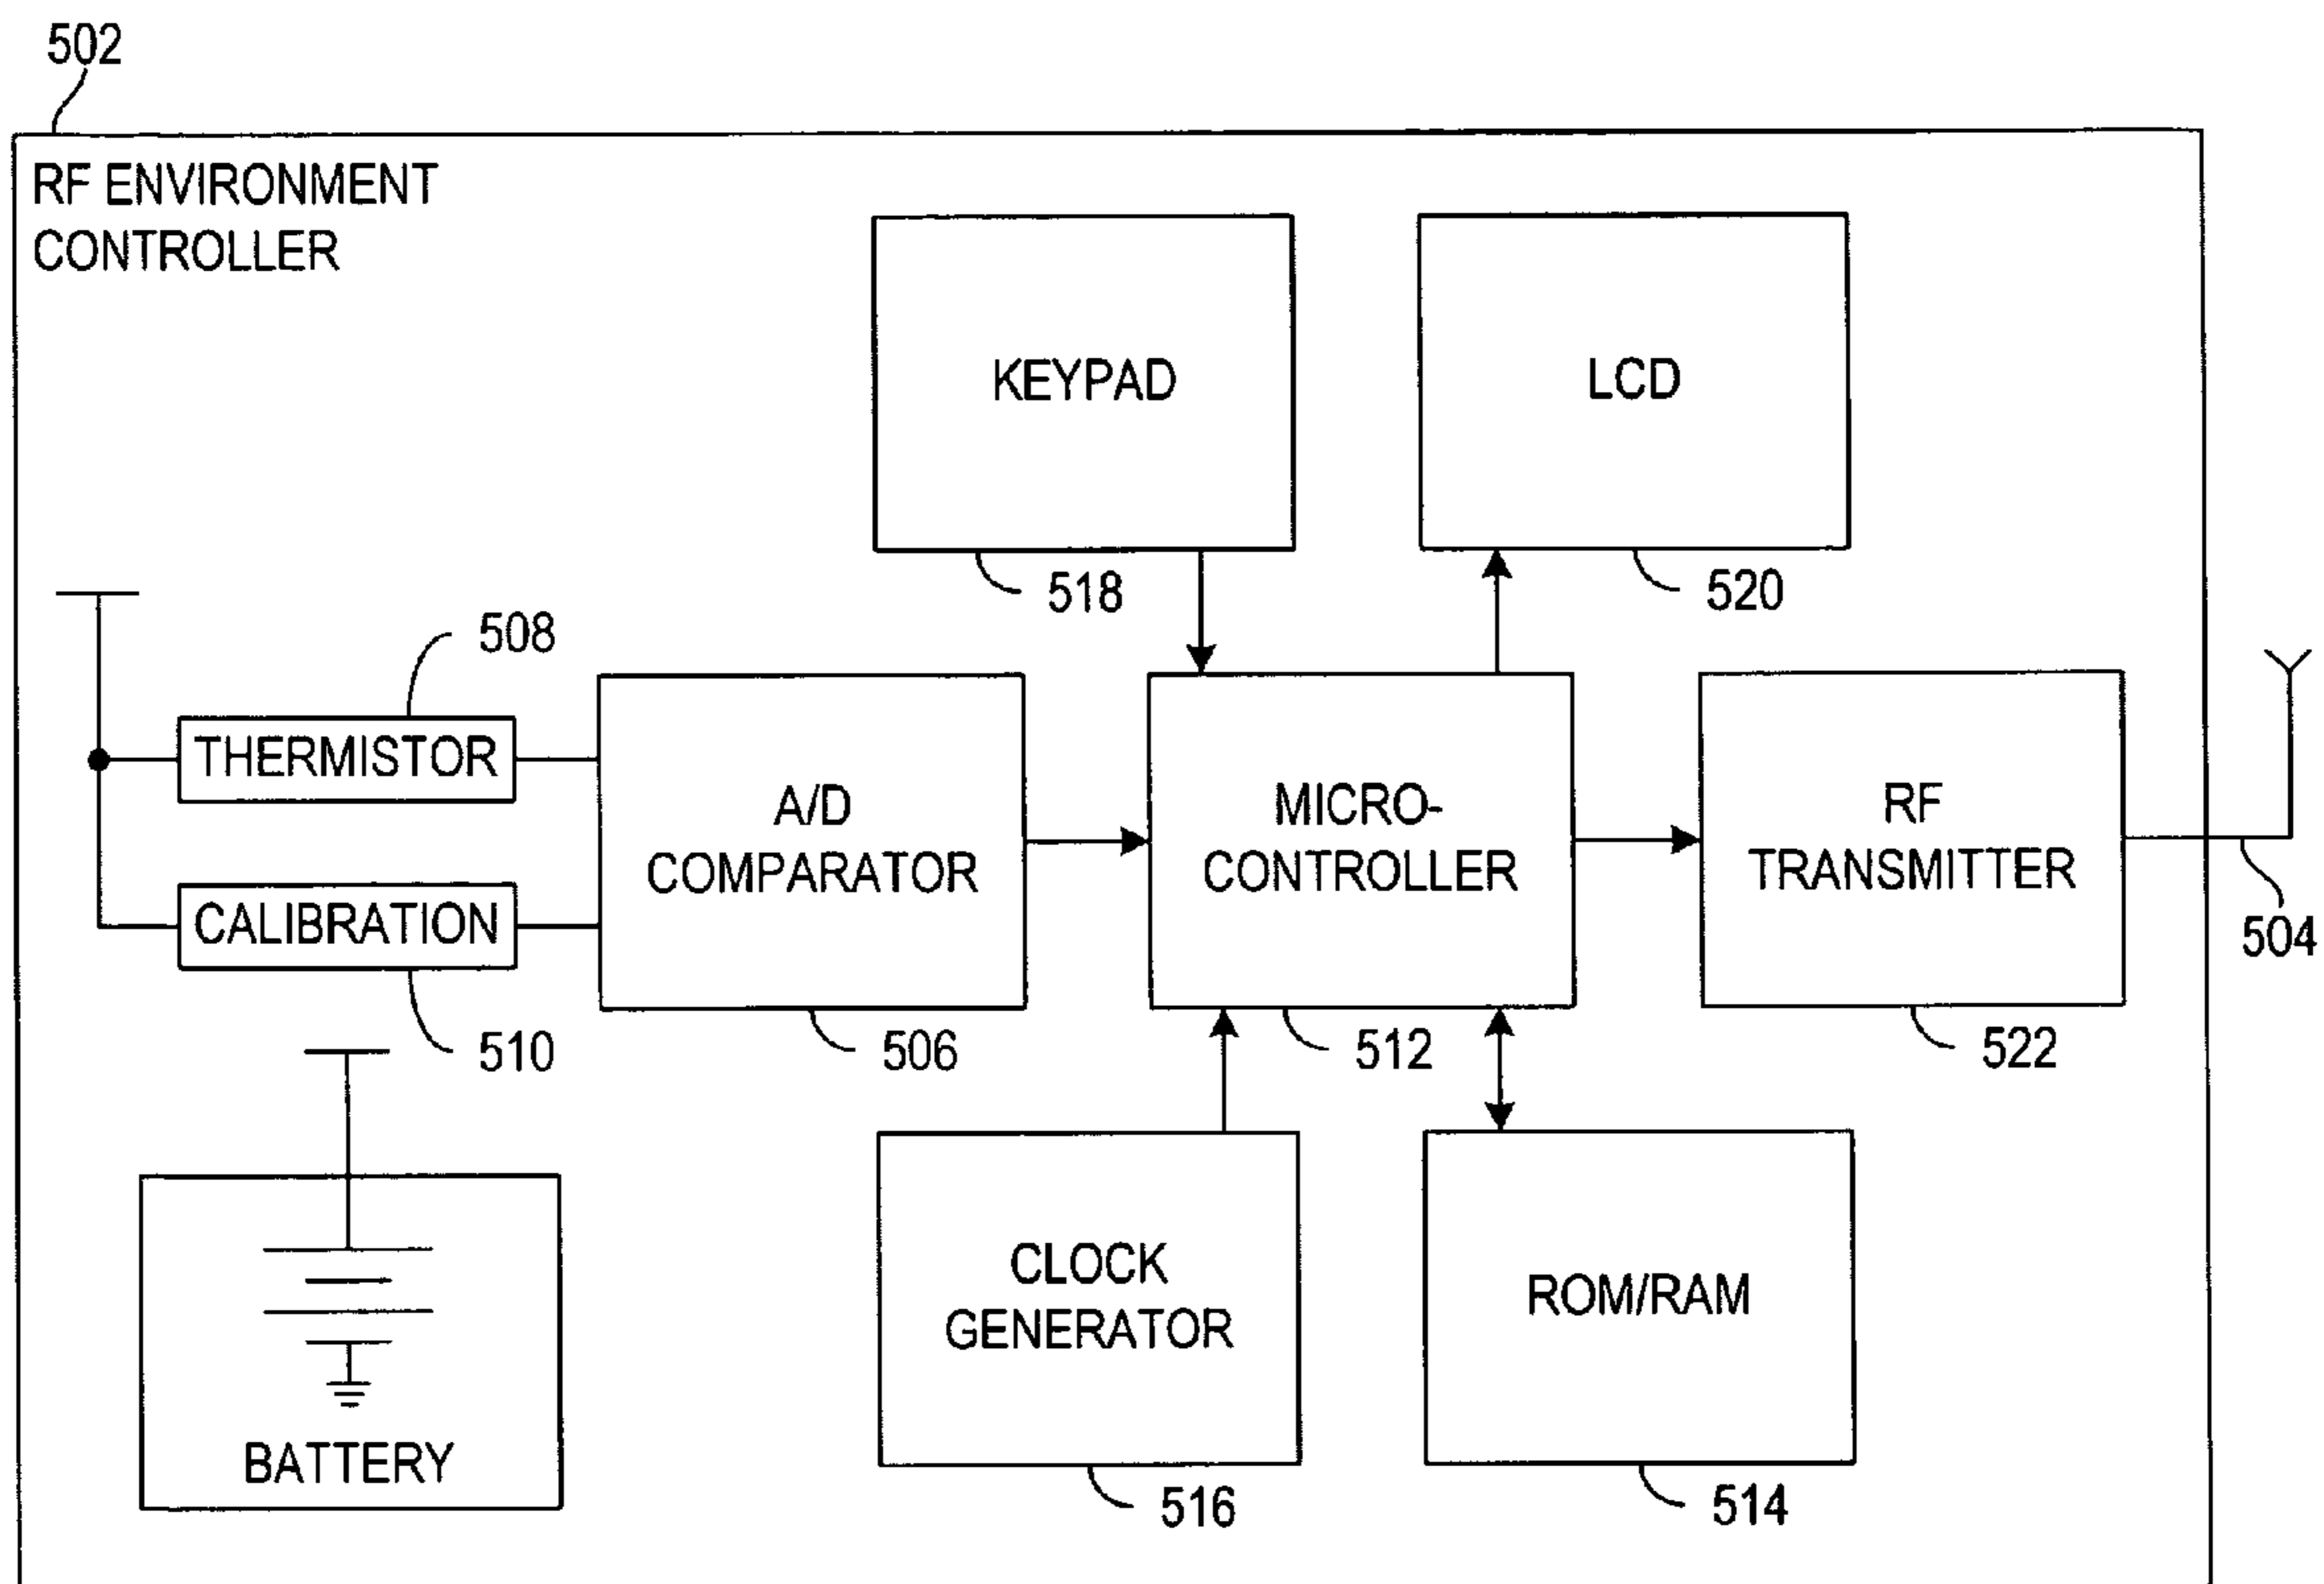 502
RF ENVIRONMENT
CONTROLLER
KEYPAD
518
LCD
520
508
THERMISTOR
CALIBRATION
510
A/D
COMPARATOR
506
MICRO-
CONTROLLER
512
RF
TRANSMITTER
522
504
BATTERY
CLOCK
GENERATOR
516
ROM/RAM
514